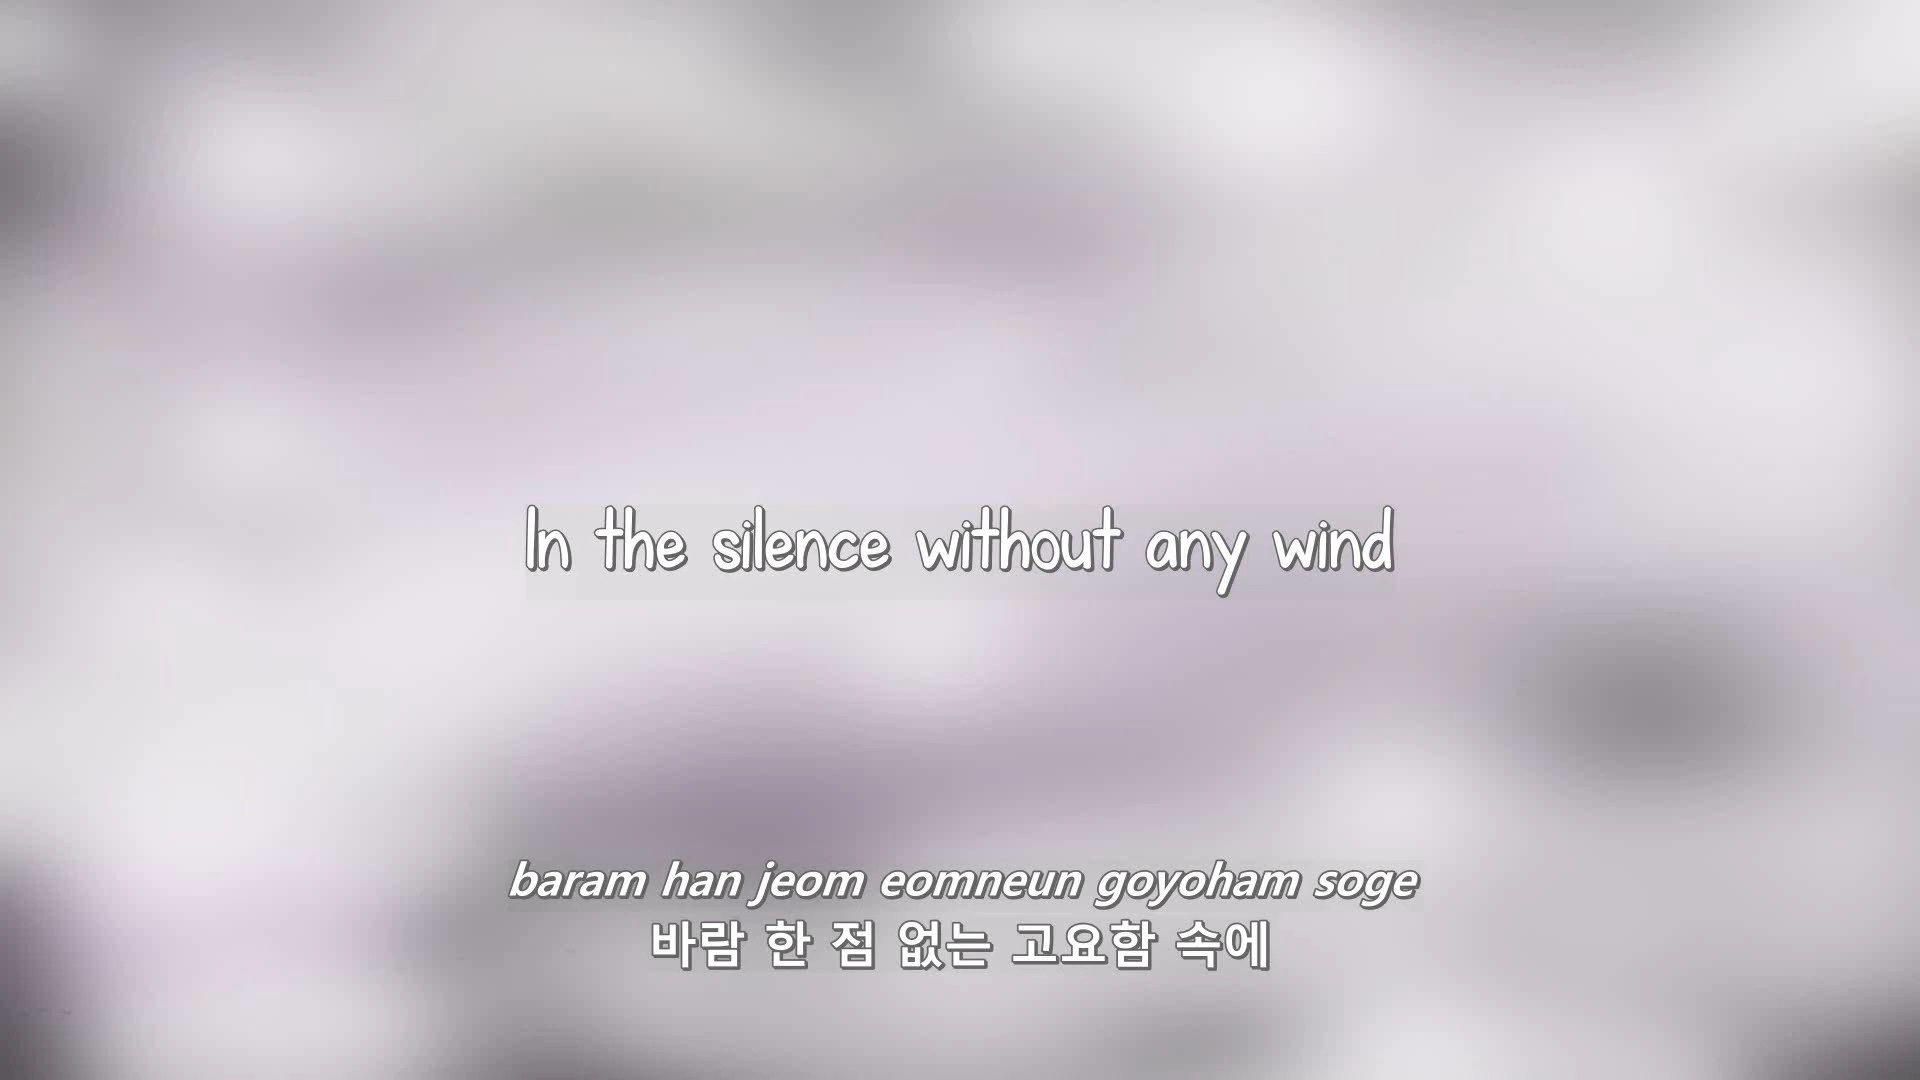 In the silence without any wind
baram han jeom eomneun goyoham soge
바람 한 점 없는 고요함 속에